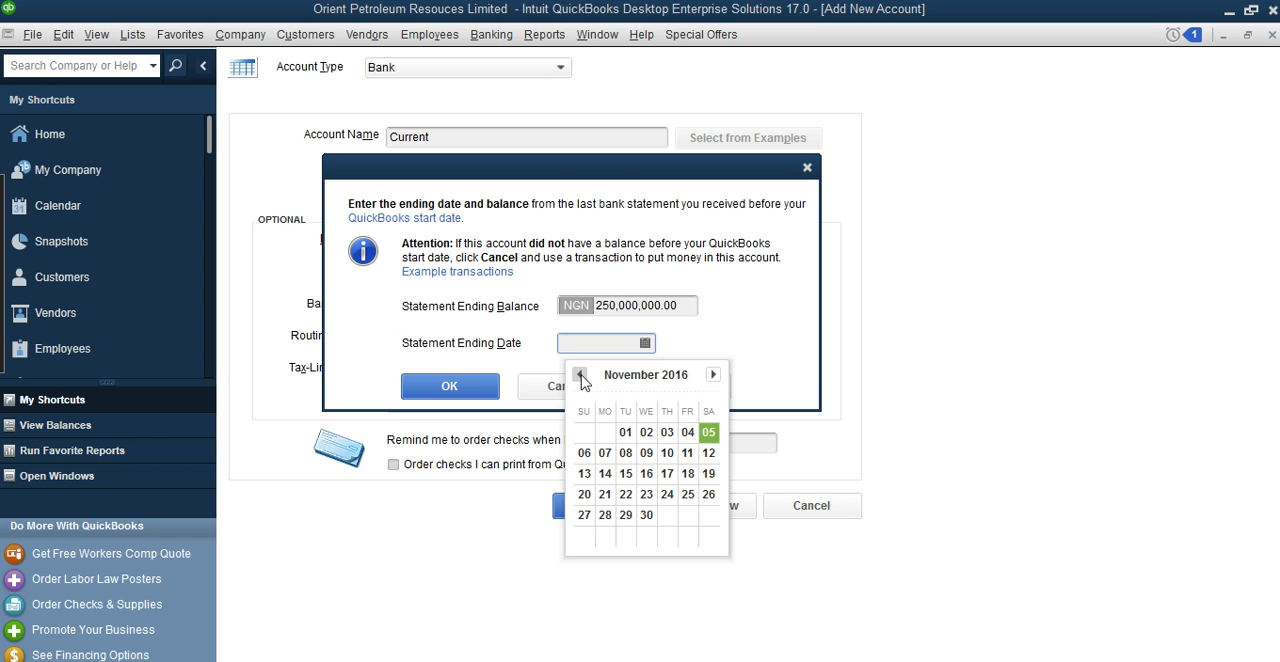 Orient Petroleum Resouces Limited - Intuit QuickBooks Desktop Enterprise Solutions 17.0 - [Add New Account]
File Edit View Lists Favorites Company Customers Vendors Employees Banking Reports Window Help Special Offers 1
Search Company or Help
My Shortcuts
Home
My Company
31 Calendar
Snapshots
Customers
Vendors
Employees
My Shortcuts
View Balances
Run Favorite Reports
Open Windows
Do More With QuickBooks
Get Free Workers Comp Quote
Order Labor Law Posters
Order Checks & Supplies
Promote Your Business
See Financing Options
Account Type Bank
Account Name Current Select from Examples
OPTIONAL
Ba
Routin
Tax-Lin
Enter the ending date and balance from the last bank statement you received before your
QuickBooks start date.
Attention: If this account did not have a balance before your QuickBooks
start date, click Cancel and use a transaction to put money in this account.
Example transactions
Statement Ending Balance NGN 250,000,000.00
Statement Ending Date
OK Can
November 2016
SU MO TU WE TH FR SA
01 02 03 04 05
06 07 08 09 10 11 12
13 14 15 16 17 18 19
20 21 22 23 24 25 26
27 28 29 30
Remind me to order checks when
Order checks I can print from Qu
w Cancel